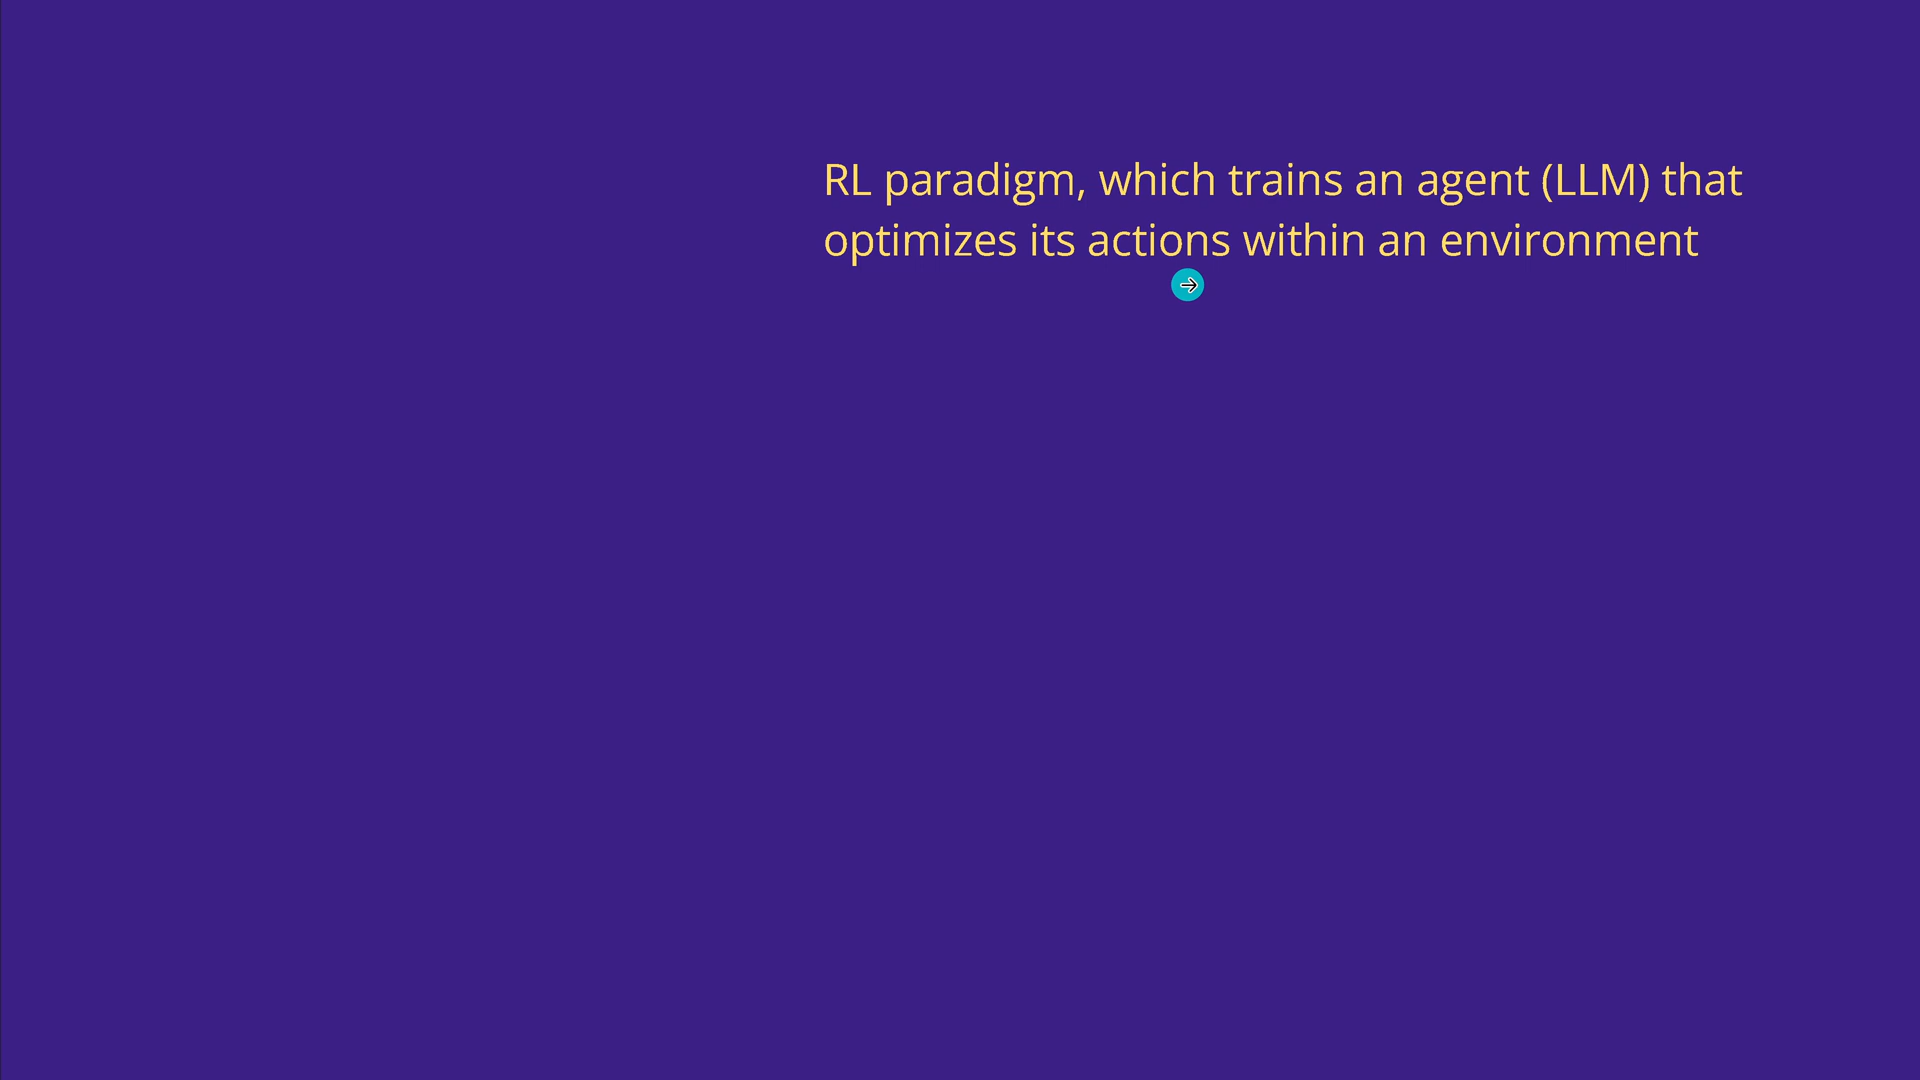 RL paradigm, which trains an agent (LLM) that
optimizes its actions within an environment